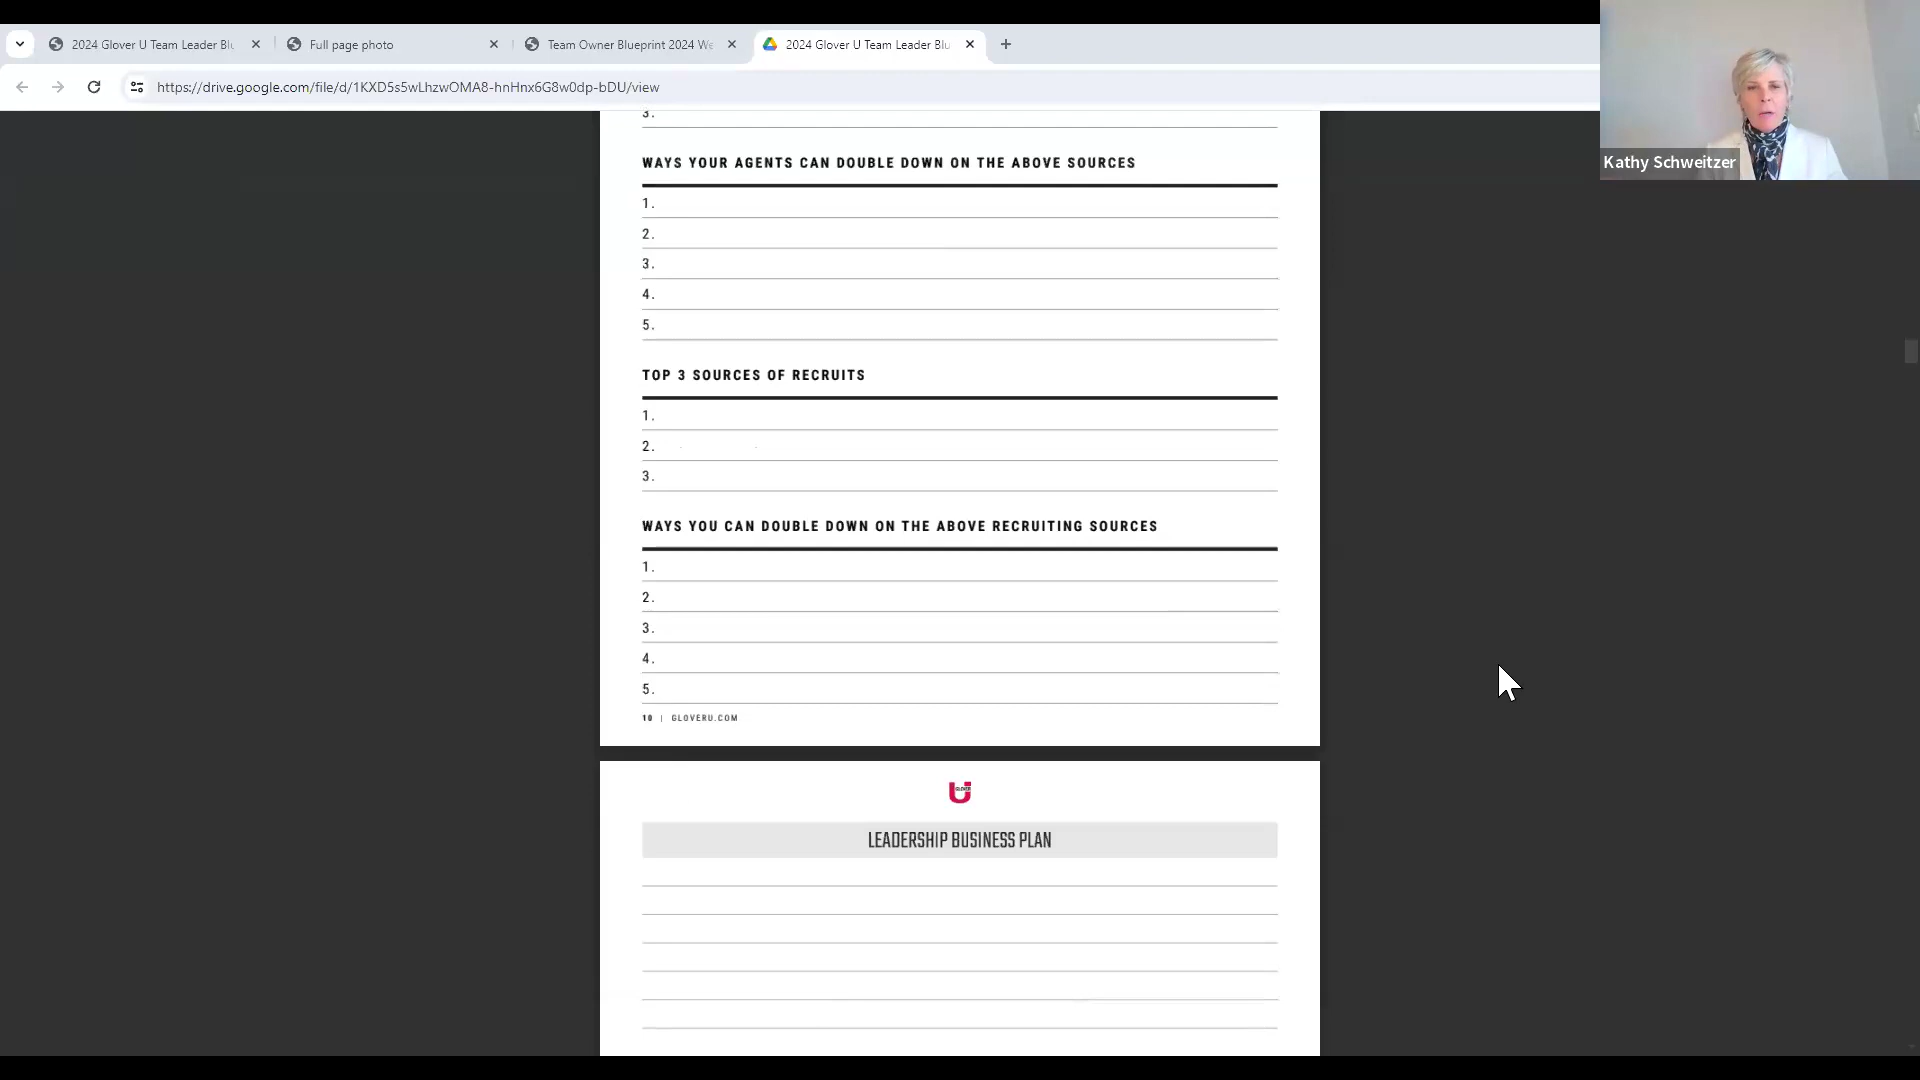 2024 Glover U Team Leader Blu
Full page photo
Team Owner Blueprint 2024 We
2024 Glover U Team Leader Blu
https://drive.google.com/file/d/1KXD5s5wLhzwOMA8-hnHnx6G8w0dp-bDU/view
Kathy Schweitzer
3.
WAYS YOUR AGENTS CAN DOUBLE DOWN ON THE ABOVE SOURCES
1.
2.
3.
4.
5.
TOP 3 SOURCES OF RECRUITS
1.
2.
3.
WAYS YOU CAN DOUBLE DOWN ON THE ABOVE RECRUITING SOURCES
1.
2.
3.
4.
5.
10 | GLOVERU.COM
U GLOVER
LEADERSHIP BUSINESS PLAN